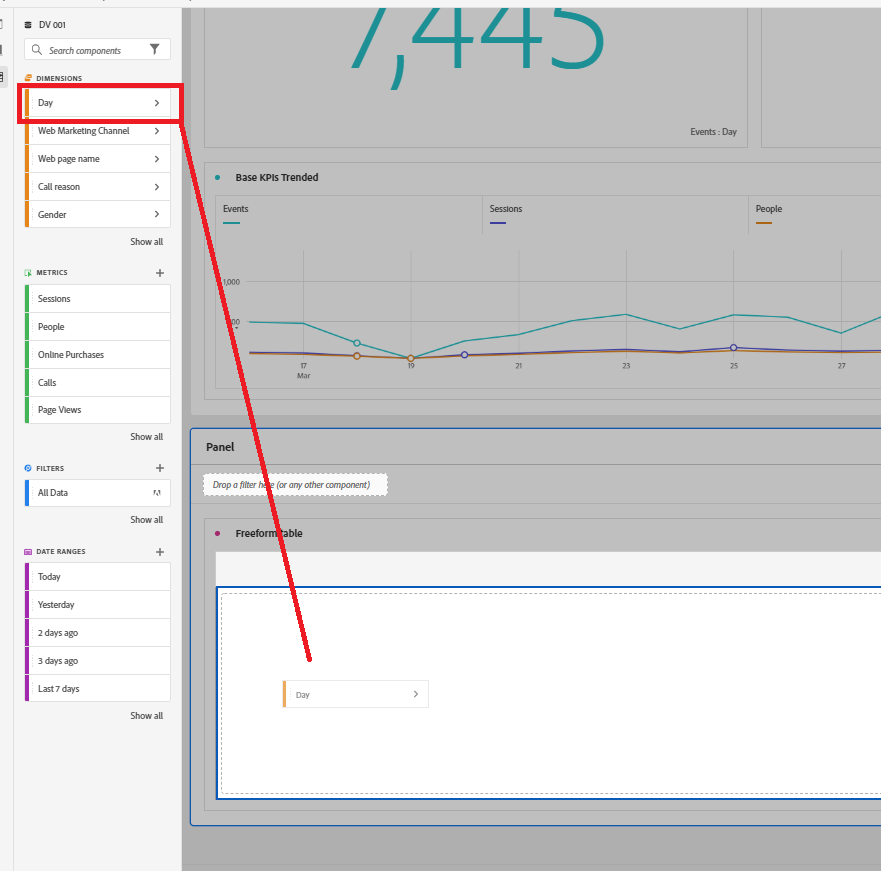 DV 001
Search components
DIMENSIONS
Day
Web Marketing Channel
Web page name
Call reason
Gender
Show all
METRICS
Sessions
People
Online Purchases
Calls
Page Views
Show all
FILTERS
All Data
Show all
DATE RANGES
Today
Yesterday
2 days ago
3 days ago
Last 7 days
Show all
7,445
Events : Day
Base KPIs Trended
Events
Sessions
People
1,000
17
19
21
23
25
27
Mar
Panel
Drop a filter here (or any other component)
Freeform table
Day